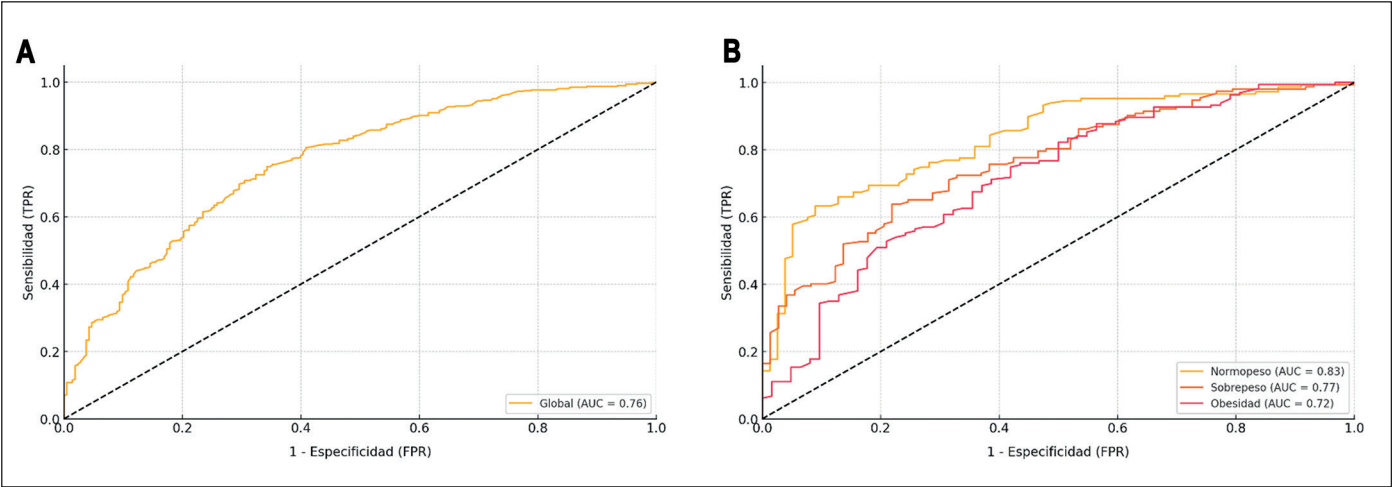 A
1.0
0.8
0.6
0.4
0.2
0.0
Sensibilidad (TPR)
0.0 0.2 0.4 0.6 0.8 1.0
1 - Especificidad (FPR)
Global (AUC = 0.76)
B
1.0
0.8
0.6
0.4
0.2
0.0
Sensibilidad (TPR)
0.0 0.2 0.4 0.6 0.8 1.0
1 - Especificidad (FPR)
Normopeso (AUC = 0.83)
Sobrepeso (AUC = 0.77)
Obesidad (AUC = 0.72)